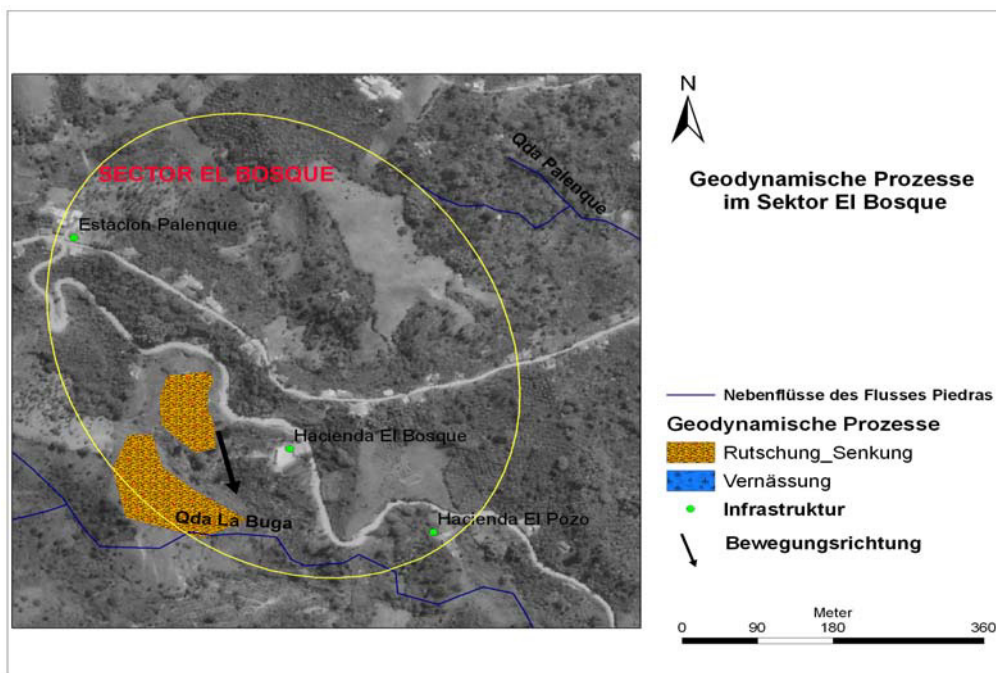 SECTOR EL BOSQUE
Estacion Palenque
Qda Palenque
Hacienda El Bosque
Qda La Buga
Hacienda El Pozo
N
Geodynamische Prozesse
im Sektor El Bosque
Nebenflüsse des Flusses Piedras
Geodynamische Prozesse
Rutschung_Senkung
Vernässung
Infrastruktur
Bewegungsrichtung
Meter
0 90 180 360